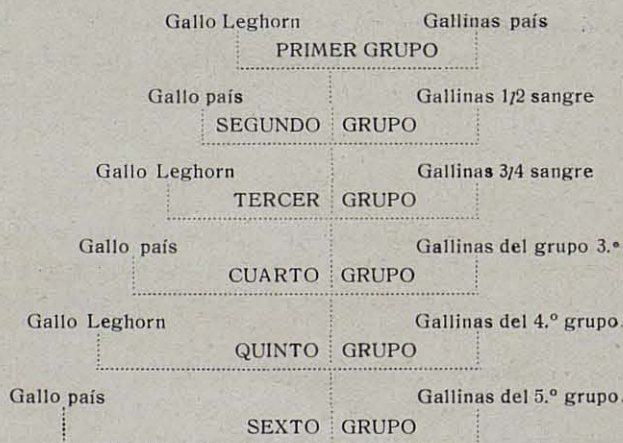 Gallo Leghorn Gallinas país
PRIMER GRUPO
Gallo país Gallinas 1/2 sangre
SEGUNDO GRUPO
Gallo Leghorn Gallinas 3/4 sangre
TERCER GRUPO
Gallo país Gallinas del grupo 3.º
CUARTO GRUPO
Gallo Leghorn Gallinas del 4.º grupo.
QUINTO GRUPO
Gallo país Gallinas del 5.º grupo.
SEXTO GRUPO